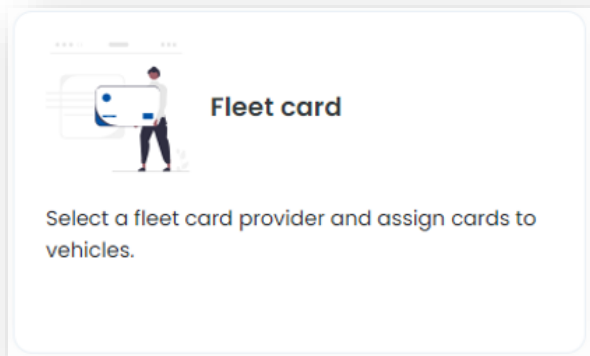 Fleet card
Select a fleet card provider and assign cards to
vehicles.